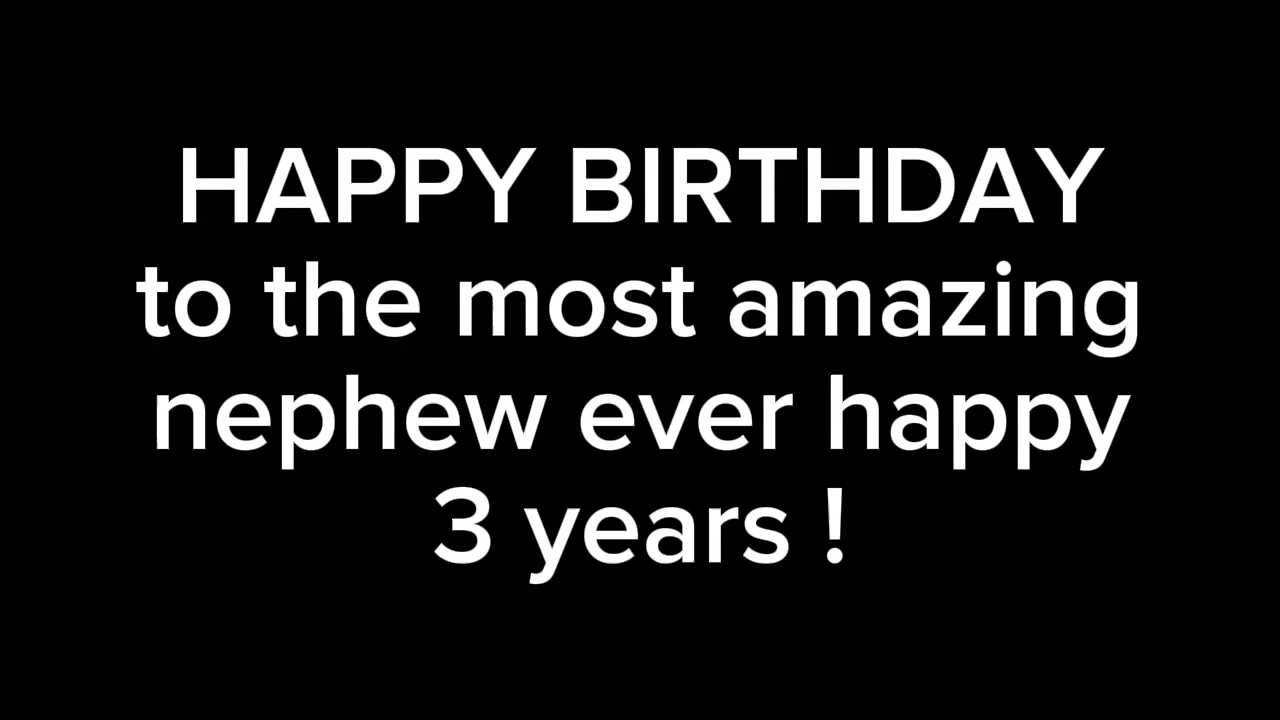 HAPPY BIRTHDAY
to the most amazing
nephew ever happy
3 years !